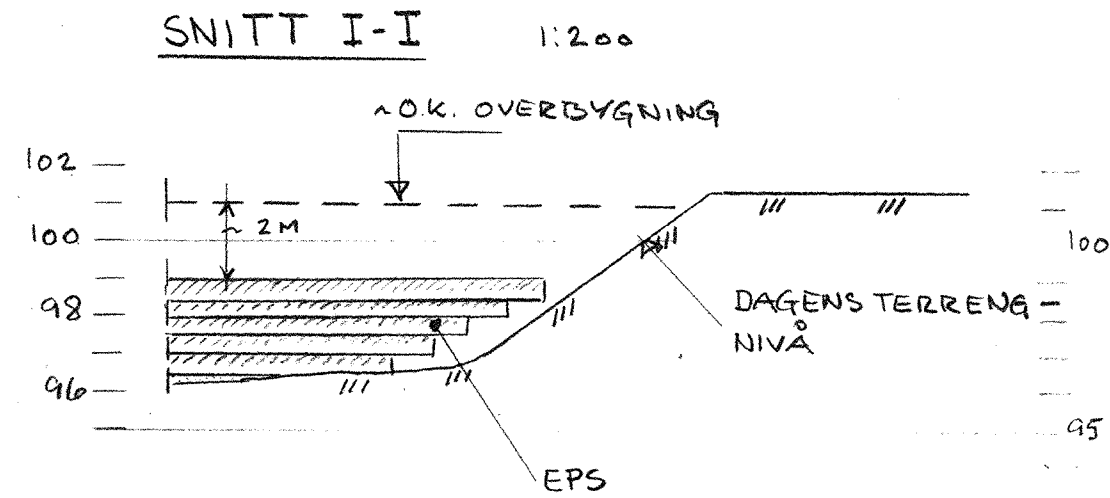 SNITT I-I 1:200
~O.K. OVERBYGNING
102
~ 2M
100
100
98
DAGENS TERRENG -
NIVÅ
96
95
EPS